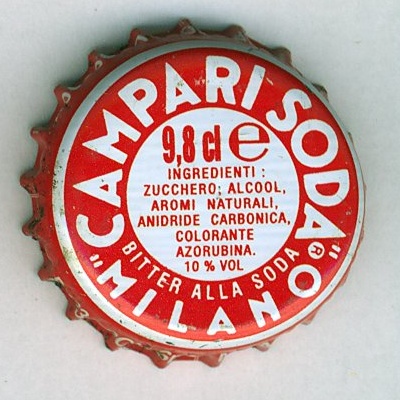 "CAMPARI SODA"®
9,8 cl e
INGREDIENTI:
ZUCCHERO, ALCOOL,
AROMI NATURALI,
ANIDRIDE CARBONICA,
COLORANTE
AZORUBINA.
10 % VOL
BITTER ALLA SODA
MILANO